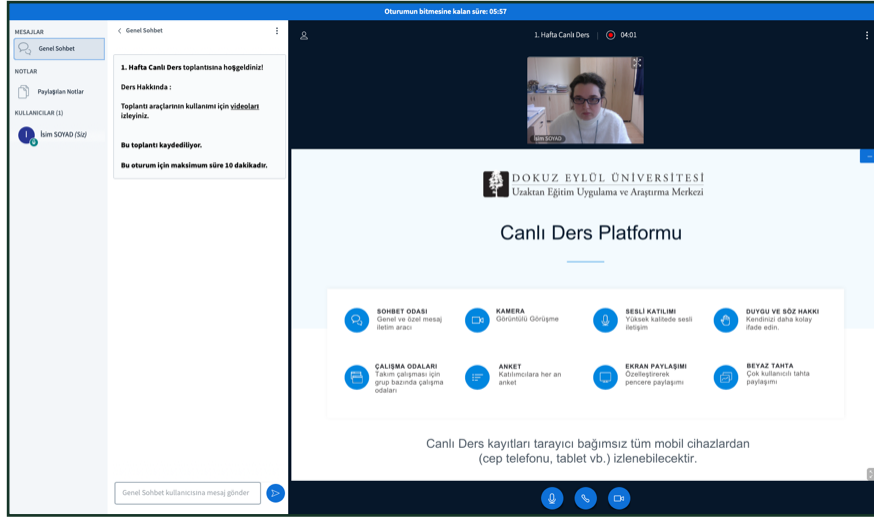 Oturumun bitmesine kalan süre: 05:57
MESAJLAR
Genel Sohbet
NOTLAR
Paylaşılan Notlar
KULLANICILAR (1)
İ
İsim SOYAD (Siz)
Genel Sohbet
1. Hafta Canlı Ders toplantısına hoşgeldiniz!
Ders Hakkında :
Toplantı araçlarının kullanımı için videoları
izleyiniz.
Bu toplantı kaydediliyor.
Bu oturum için maksimum süre 10 dakikadır.
Genel Sohbet kullanıcısına mesaj gönder
1. Hafta Canlı Ders
04:01
İsim SOYAD
DOKUZ EYLÜL ÜNİVERSİTESİ
Uzaktan Eğitim Uygulama ve Araştırma Merkezi
Canlı Ders Platformu
SOHBET ODASI
Genel ve özel mesaj
iletim aracı
KAMERA
Görüntülü Görüşme
SESLİ KATILIMI
Yüksek kalitede sesli
iletişim
DUYGU VE SÖZ HAKKI
Kendinizi daha kolay
ifade edin.
ÇALIŞMA ODALARI
Takım çalışması için
grup bazında çalışma
odaları
ANKET
Katılımcılara her an
anket
EKRAN PAYLAŞIMI
Özelleştirerek
pencere paylaşımı
BEYAZ TAHTA
Çok kullanıcılı tahta
paylaşımı
Canlı Ders kayıtları tarayıcı bağımsız tüm mobil cihazlardan
(cep telefonu, tablet vb.) izlenebilecektir.